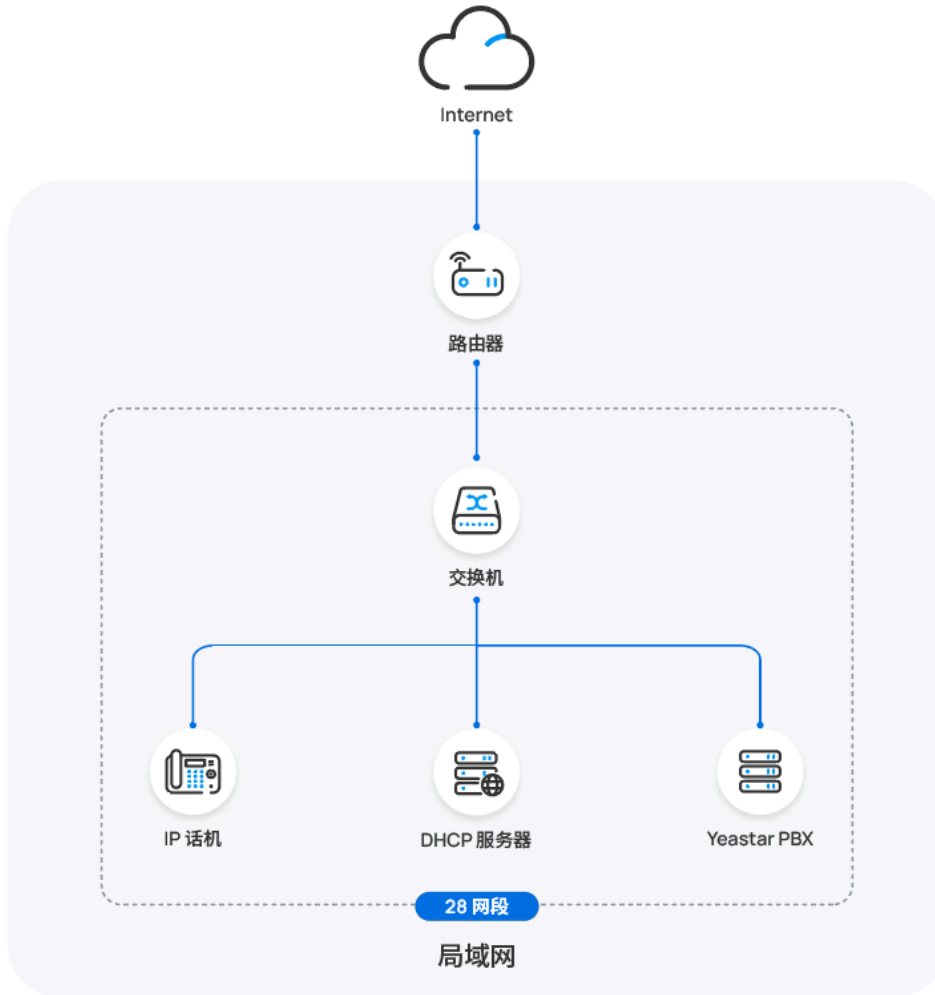 Internet
路由器
交换机
IP 话机
DHCP 服务器
Yeastar PBX
28 网段
局域网